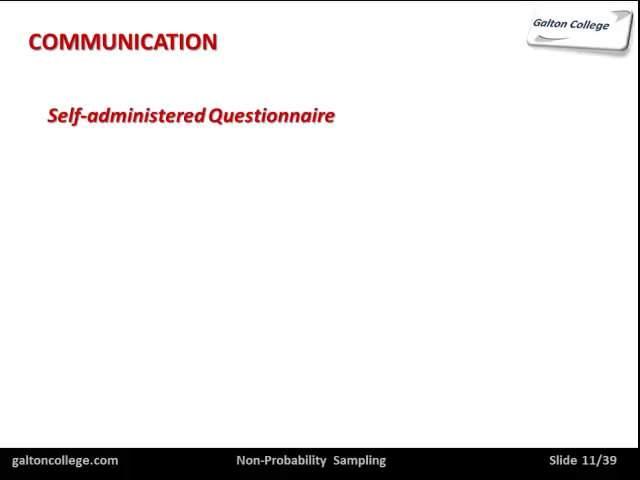 COMMUNICATION
Galton College
Self-administered Questionnaire
galtoncollege.com
Non-Probability Sampling
Slide 11/39